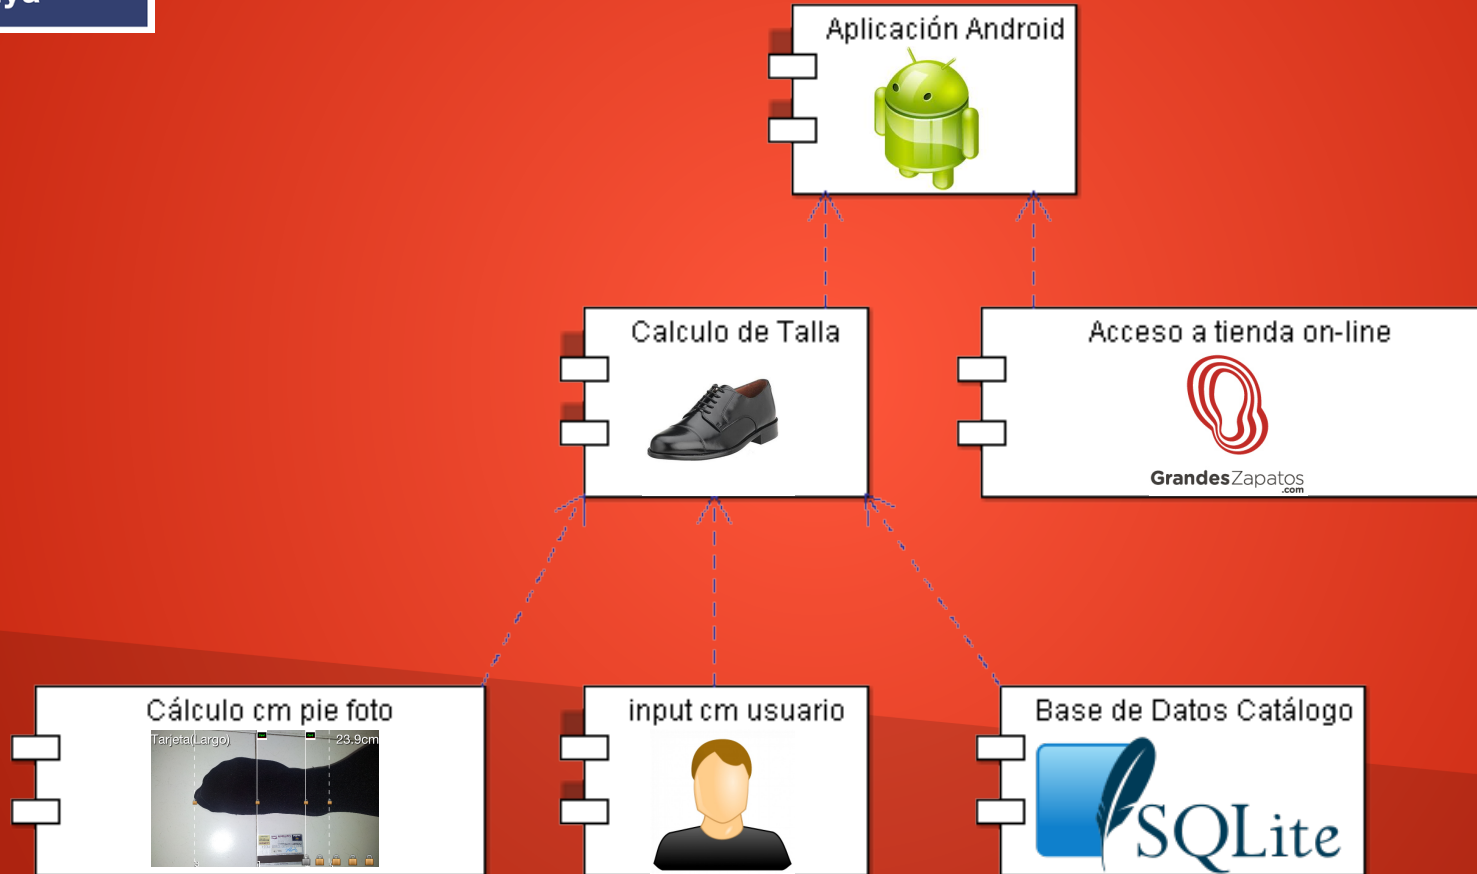 Aplicación Android
Calculo de Talla
Acceso a tienda on-line
GrandesZapatos
.com
Cálculo cm pie foto
Tarjeta(Largo)
23.9cm
input cm usuario
Base de Datos Catálogo
SQLite